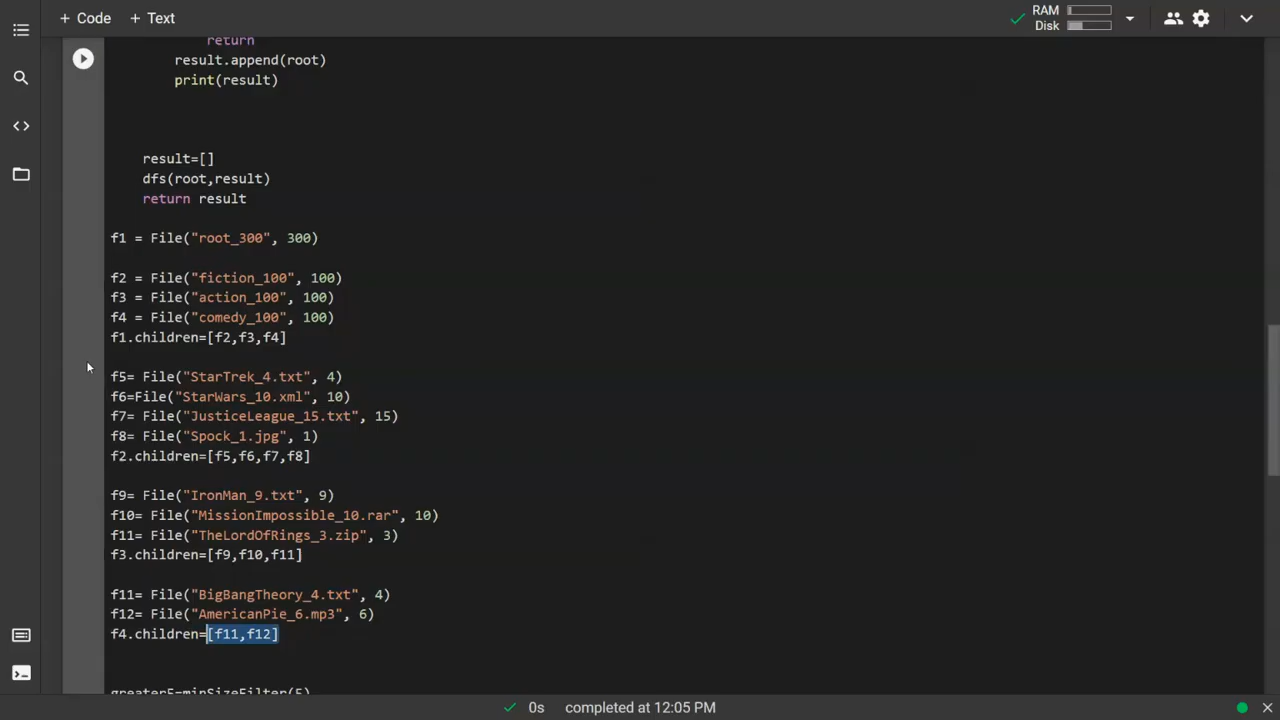 + Code + Text
RAM
Disk
return
result.append(root)
print(result)
result=[]
dfs(root,result)
return result
f1 = File("root_300", 300)
f2 = File("fiction_100", 100)
f3 = File("action_100", 100)
f4 = File("comedy_100", 100)
f1.children=[f2,f3,f4]
f5= File("StarTrek_4.txt", 4)
f6=File("StarWars_10.xml", 10)
f7= File("JusticeLeague_15.txt", 15)
f8= File("Spock_1.jpg", 1)
f2.children=[f5,f6,f7,f8]
f9= File("IronMan_9.txt", 9)
f10= File("MissionImpossible_10.rar", 10)
f11= File("TheLordOfRings_3.zip", 3)
f3.children=[f9,f10,f11]
f11= File("BigBangTheory_4.txt", 4)
f12= File("AmericanPie_6.mp3", 6)
f4.children=[f11,f12]
0s completed at 12:05 PM